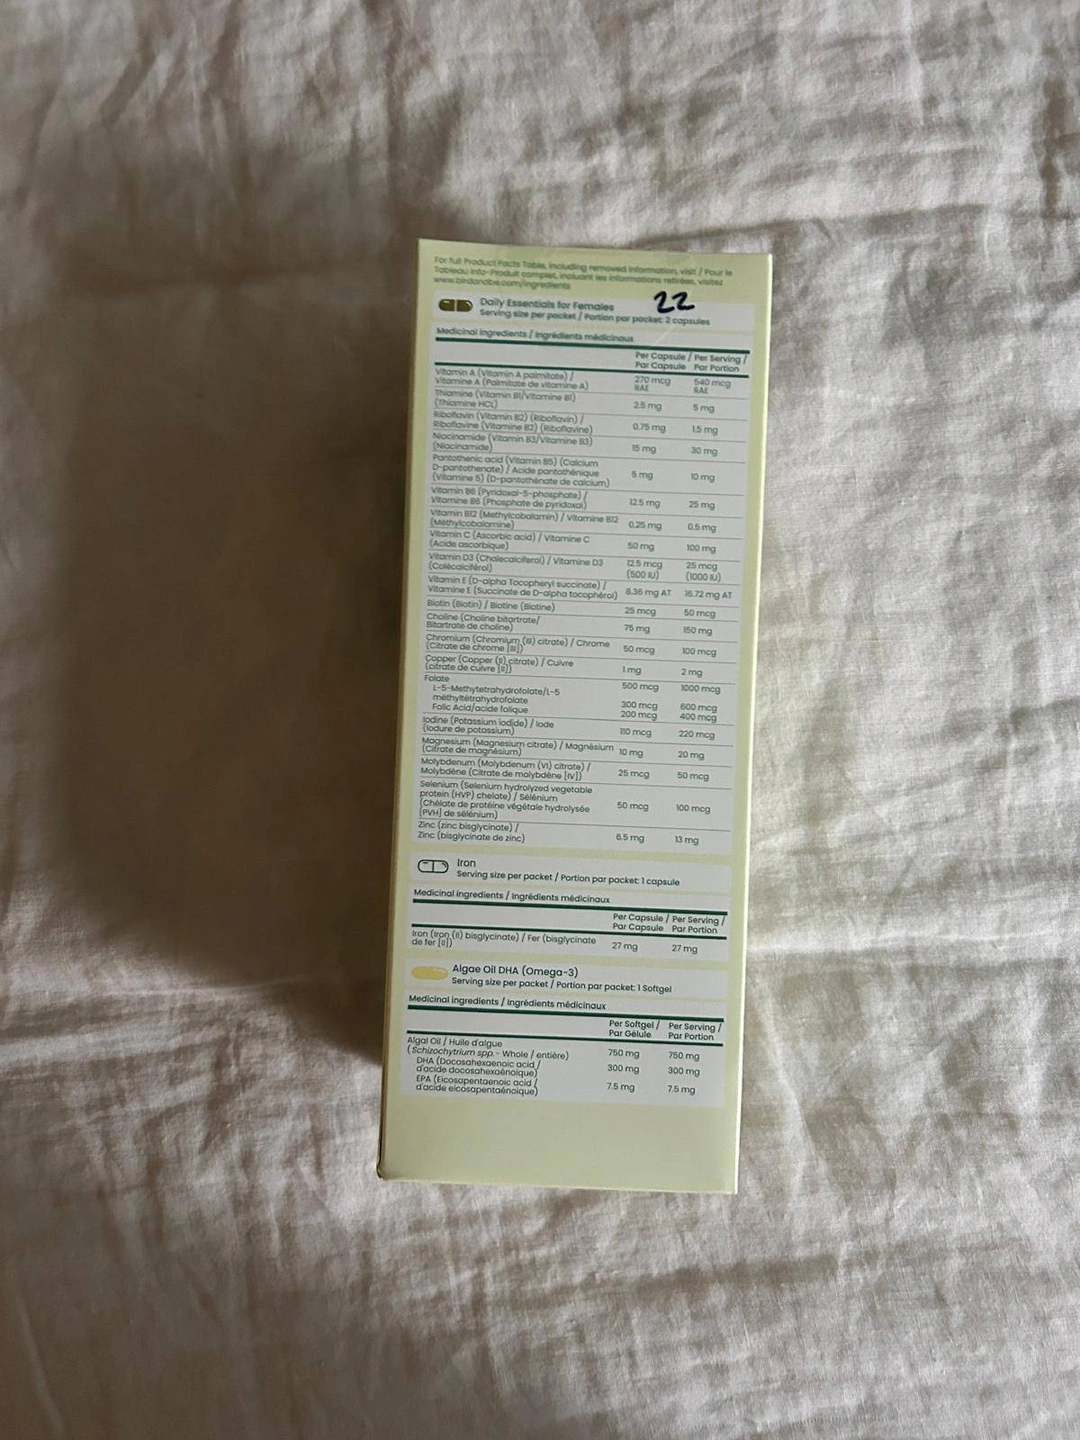 For full Product Facts Table, including removed information, visit / Pour le
Tableau info-Produit complet, incluant les informations retirées, visitez
www.birdandbe.com/ingredients
22
Daily Essentials for Females
Serving size per packet / Portion par packet: 2 capsules
Medicinal ingredients / Ingrédients médicinaux
Per Capsule / Per Serving /
Par Capsule Par Portion
Vitamin A (Vitamin A palmitate) / 270 mcg 540 mcg
Vitamine A (Palmitate de vitamine A) RAE RAE
Thiamine (Vitamin B1/Vitamine B1)
(Thiamine HCL) 2.5 mg 5 mg
Riboflavin (Vitamin B2) (Riboflavin) /
Riboflavine (Vitamine B2) (Riboflavine) 0.75 mg 1.5 mg
Niacinamide (Vitamin B3/Vitamine B3)
(Niacinamide) 15 mg 30 mg
Pantothenic acid (Vitamin B5) (Calcium
D-pantothenate) / Acide pantothénique 5 mg 10 mg
(Vitamine 5) (D-pantothénate de calcium)
Vitamin B6 (Pyridoxal-5-phosphate) /
Vitamine B6 (Phosphate de pyridoxal) 12.5 mg 25 mg
Vitamin B12 (Methylcobalamin) / Vitamine B12
(Méthylcobalamine) 0.25 mg 0.5 mg
Vitamin C (Ascorbic acid) / Vitamine C
(Acide ascorbique) 50 mg 100 mg
Vitamin D3 (Cholecalciferol) / Vitamine D3 12.5 mcg 25 mcg
(Colécalciférol) (500 IU) (1000 IU)
Vitamin E (D-alpha Tocopheryl succinate) /
Vitamine E (Succinate de D-alpha tocophérol) 8.36 mg AT 16.72 mg AT
Biotin (Biotin) / Biotine (Biotine) 25 mcg 50 mcg
Choline (Choline bitartrate/
Bitartrate de choline) 75 mg 150 mg
Chromium (Chromium (III) citrate) / Chrome
(Citrate de chrome [III]) 50 mcg 100 mcg
Copper (Copper (II) citrate) / Cuivre
(citrate de cuivre [II]) 1 mg 2 mg
Folate 500 mcg 1000 mcg
L-5-Methytetrahydrofolate/L-5
méthyltétrahydrofolate 300 mcg 600 mcg
Folic Acid/acide folique 200 mcg 400 mcg
Iodine (Potassium iodide) / Iode
(Iodure de potassium) 110 mcg 220 mcg
Magnesium (Magnesium citrate) / Magnésium
(Citrate de magnésium) 10 mg 20 mg
Molybdenum (Molybdenum (VI) citrate) /
Molybdène (Citrate de molybdène [IV]) 25 mcg 50 mcg
Selenium (Selenium hydrolyzed vegetable
protein (HVP) chelate) / Sélénium
(Chélate de protéine végétale hydrolysée 50 mcg 100 mcg
[PVH] de sélénium)
Zinc (zinc bisglycinate) /
Zinc (bisglycinate de zinc) 6.5 mg 13 mg
Iron
Serving size per packet / Portion par packet: 1 capsule
Medicinal ingredients / Ingrédients médicinaux
Per Capsule / Per Serving /
Par Capsule Par Portion
Iron (Iron (II) bisglycinate) / Fer (bisglycinate
de fer [II]) 27 mg 27 mg
Algae Oil DHA (Omega-3)
Serving size per packet / Portion par packet: 1 Softgel
Medicinal ingredients / Ingrédients médicinaux
Per Softgel / Per Serving /
Par Gélule Par Portion
Algal Oil / Huile d'algue
(Schizochytrium spp. - Whole / entière) 750 mg 750 mg
DHA (Docosahexaenoic acid /
d'acide docosahexaénoïque) 300 mg 300 mg
EPA (Eicosapentaenoic acid /
d'acide eicosapentaénoïque) 7.5 mg 7.5 mg